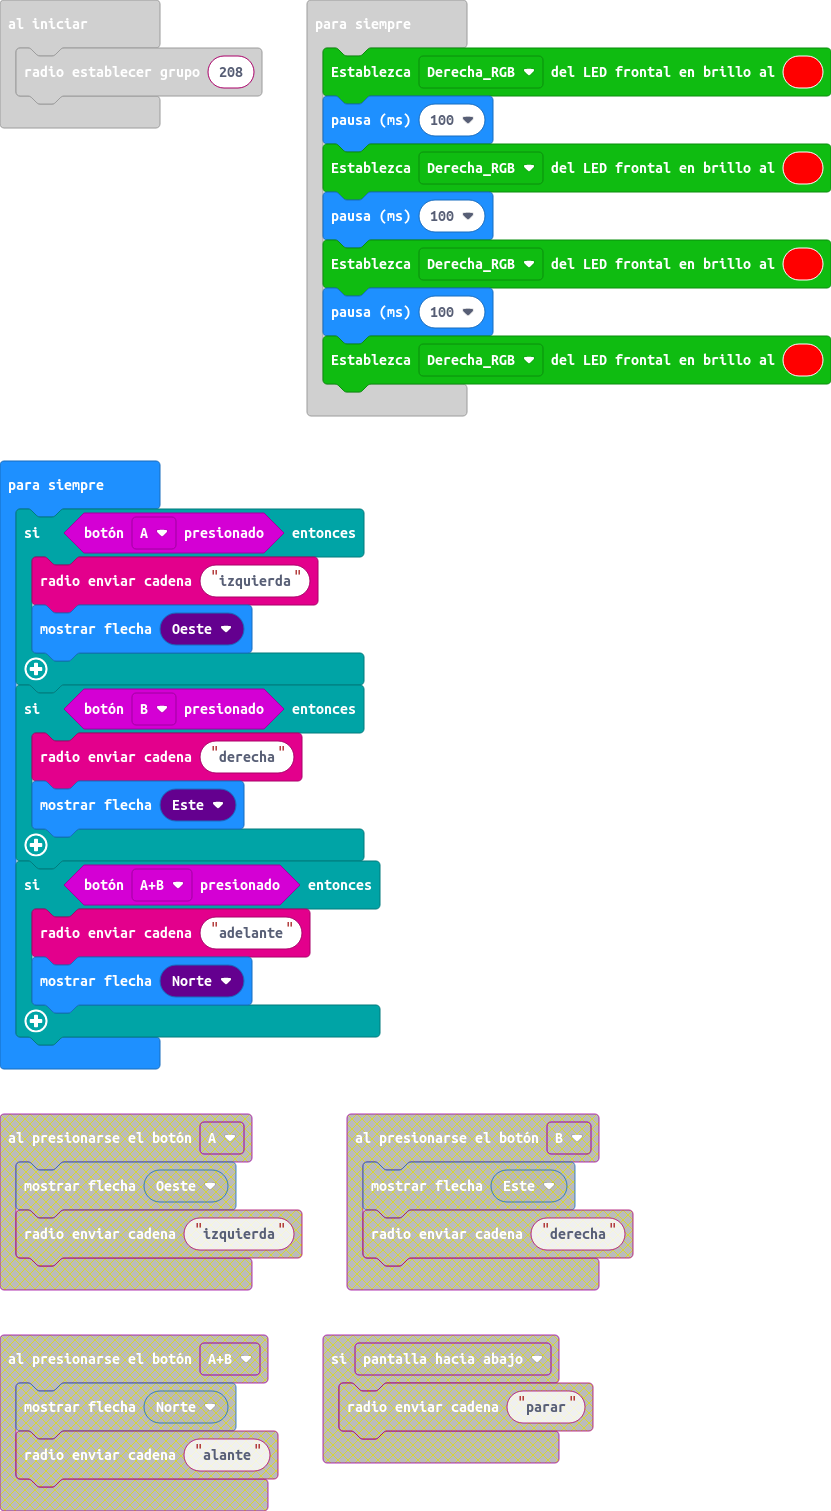 al iniciar
radio establecer grupo 208
para siempre
Establezca Derecha_RGB del LED frontal en brillo al
pausa (ms) 100
Establezca Derecha_RGB del LED frontal en brillo al
pausa (ms) 100
Establezca Derecha_RGB del LED frontal en brillo al
pausa (ms) 100
Establezca Derecha_RGB del LED frontal en brillo al
para siempre
si botón A presionado entonces
radio enviar cadena "izquierda"
mostrar flecha Oeste
si botón B presionado entonces
radio enviar cadena "derecha"
mostrar flecha Este
si botón A+B presionado entonces
radio enviar cadena "adelante"
mostrar flecha Norte
al presionarse el botón A
mostrar flecha Oeste
radio enviar cadena "izquierda"
al presionarse el botón B
mostrar flecha Este
radio enviar cadena "derecha"
al presionarse el botón A+B
mostrar flecha Norte
radio enviar cadena "alante"
si pantalla hacia abajo
radio enviar cadena "parar"